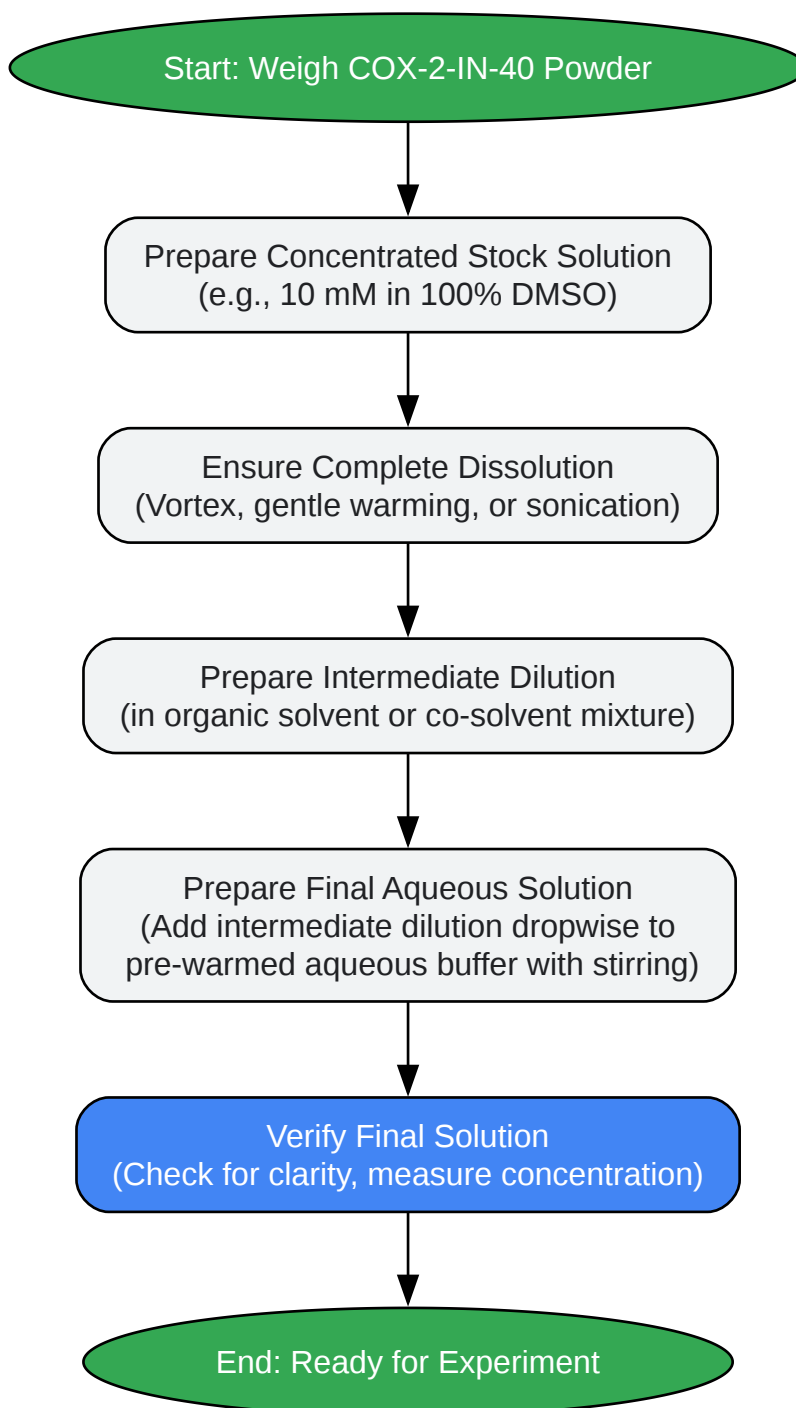 Start: Weigh COX-2-IN-40 Powder
Prepare Concentrated Stock Solution
(e.g., 10 mM in 100% DMSO)
Ensure Complete Dissolution
(Vortex, gentle warming, or sonication)
Prepare Intermediate Dilution
(in organic solvent or co-solvent mixture)
Prepare Final Aqueous Solution
(Add intermediate dilution dropwise to
pre-warmed aqueous buffer with stirring)
Verify Final Solution
(Check for clarity, measure concentration)
End: Ready for Experiment